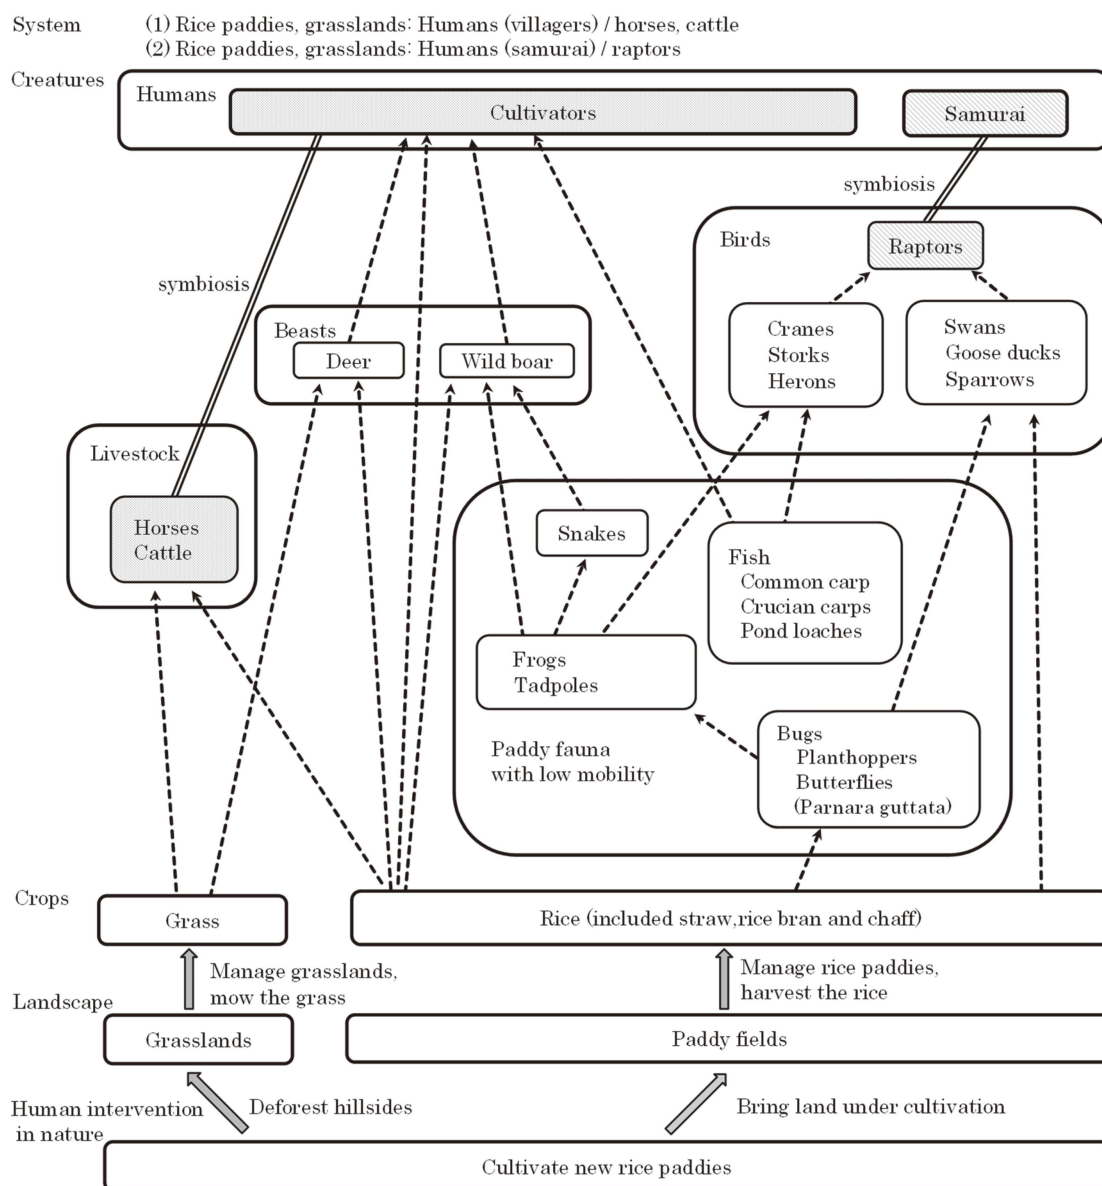 System
(1) Rice paddies, grasslands: Humans (villagers) / horses, cattle
(2) Rice paddies, grasslands: Humans (samurai) / raptors
Creatures
Humans
Cultivators
Samurai
symbiosis
Birds
Raptors
symbiosis
Beasts
Deer
Wild boar
Cranes
Storks
Herons
Swans
Goose ducks
Sparrows
Livestock
Horses
Cattle
Snakes
Fish
Common carp
Crucian carps
Pond loaches
Frogs
Tadpoles
Paddy fauna
with low mobility
Bugs
Planthoppers
Butterflies
(Parnara guttata)
Crops
Grass
Rice (included straw,rice bran and chaff)
Manage grasslands,
mow the grass
Manage rice paddies,
harvest the rice
Landscape
Grasslands
Paddy fields
Human intervention
in nature
Deforest hillsides
Bring land under cultivation
Cultivate new rice paddies